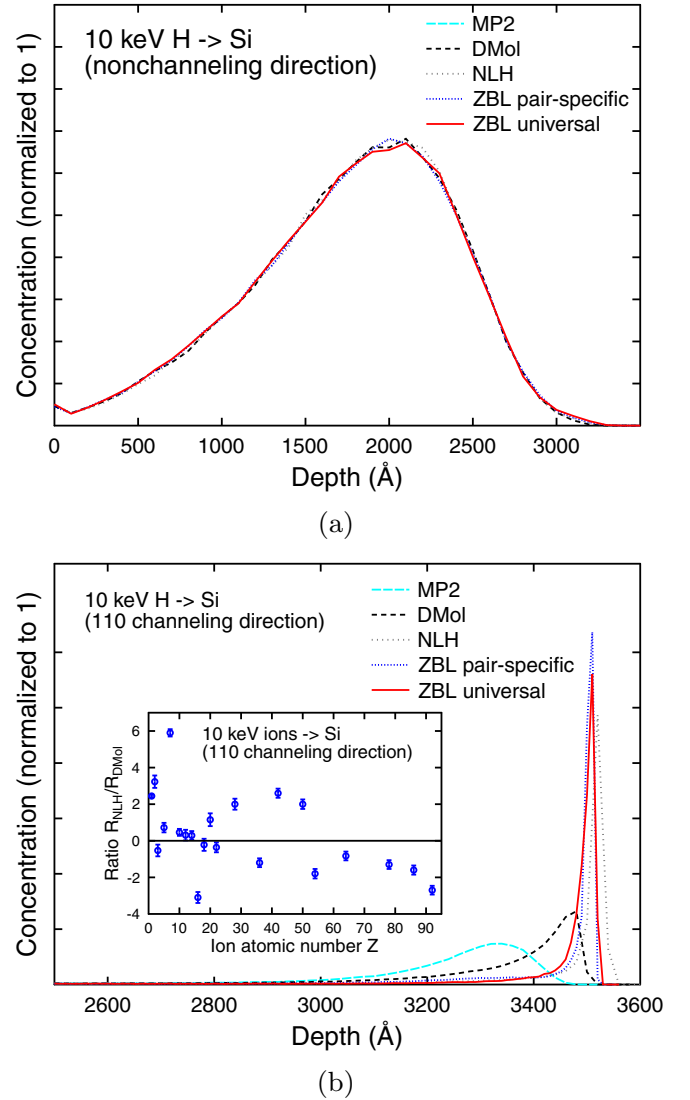 10 keV H -> Si
(nonchanneling direction)
MP2
DMol
NLH
ZBL pair-specific
ZBL universal
Concentration (normalized to 1)
0 500 1000 1500 2000 2500 3000
Depth (Å)
(a)
10 keV H -> Si
(110 channeling direction)
MP2
DMol
NLH
ZBL pair-specific
ZBL universal
Concentration (normalized to 1)
10 keV ions -> Si
(110 channeling direction)
Ratio R_NLH/R_DMol
6
4
2
0
-2
-4
0 10 20 30 40 50 60 70 80 90
Ion atomic number Z
2600 2800 3000 3200 3400 3600
Depth (Å)
(b)